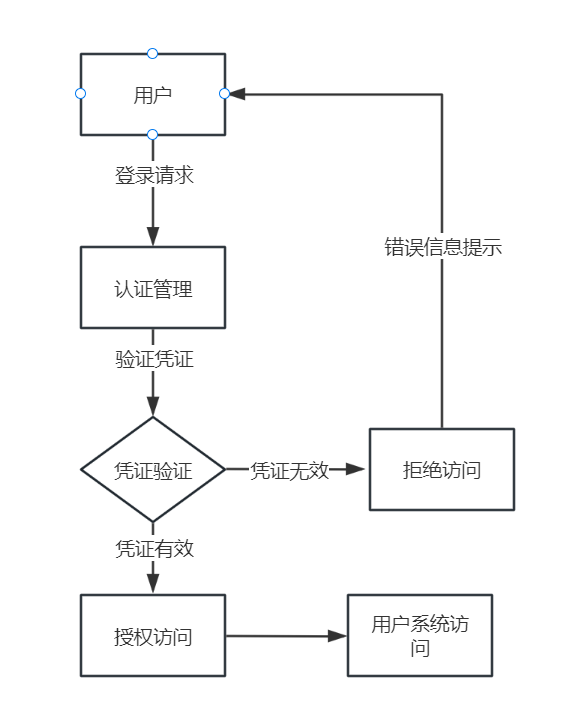 用户
登录请求
错误信息提示
认证管理
验证凭证
凭证验证
凭证无效
拒绝访问
凭证有效
授权访问
用户系统访
问